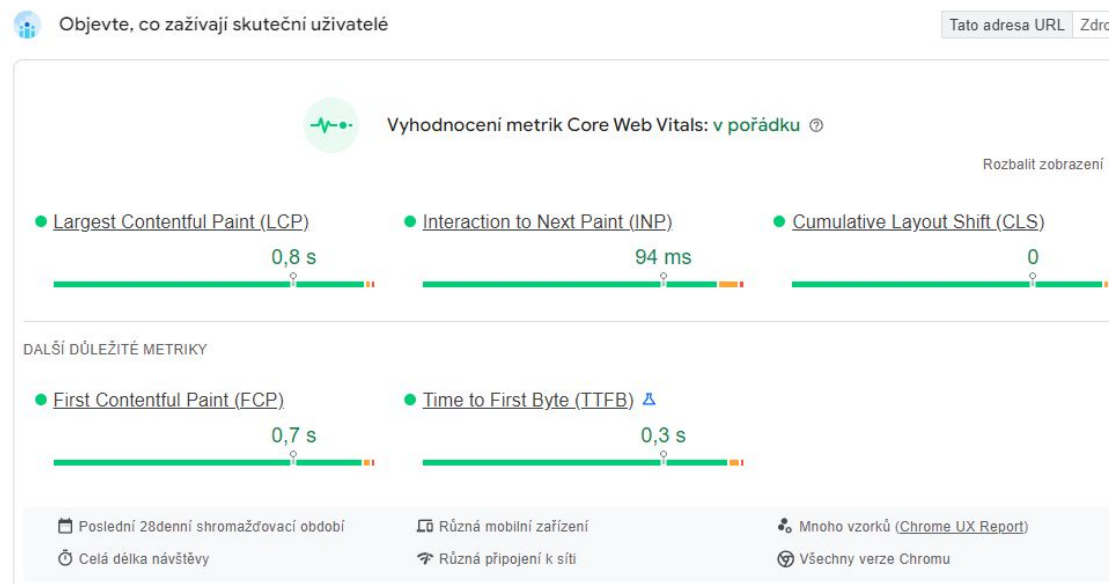 Objevte, co zažívají skuteční uživatelé
Tato adresa URL
Vyhodnocení metrik Core Web Vitals: v pořádku
Rozbalit zobrazení
Largest Contentful Paint (LCP)
0,8 s
Interaction to Next Paint (INP)
94 ms
Cumulative Layout Shift (CLS)
0
DALŠÍ DŮLEŽITÉ METRIKY
First Contentful Paint (FCP)
0,7 s
Time to First Byte (TTFB)
0,3 s
Poslední 28denní shromažďovací období
Různá mobilní zařízení
Mnoho vzorků (Chrome UX Report)
Celá délka návštěvy
Různá připojení k síti
Všechny verze Chromu